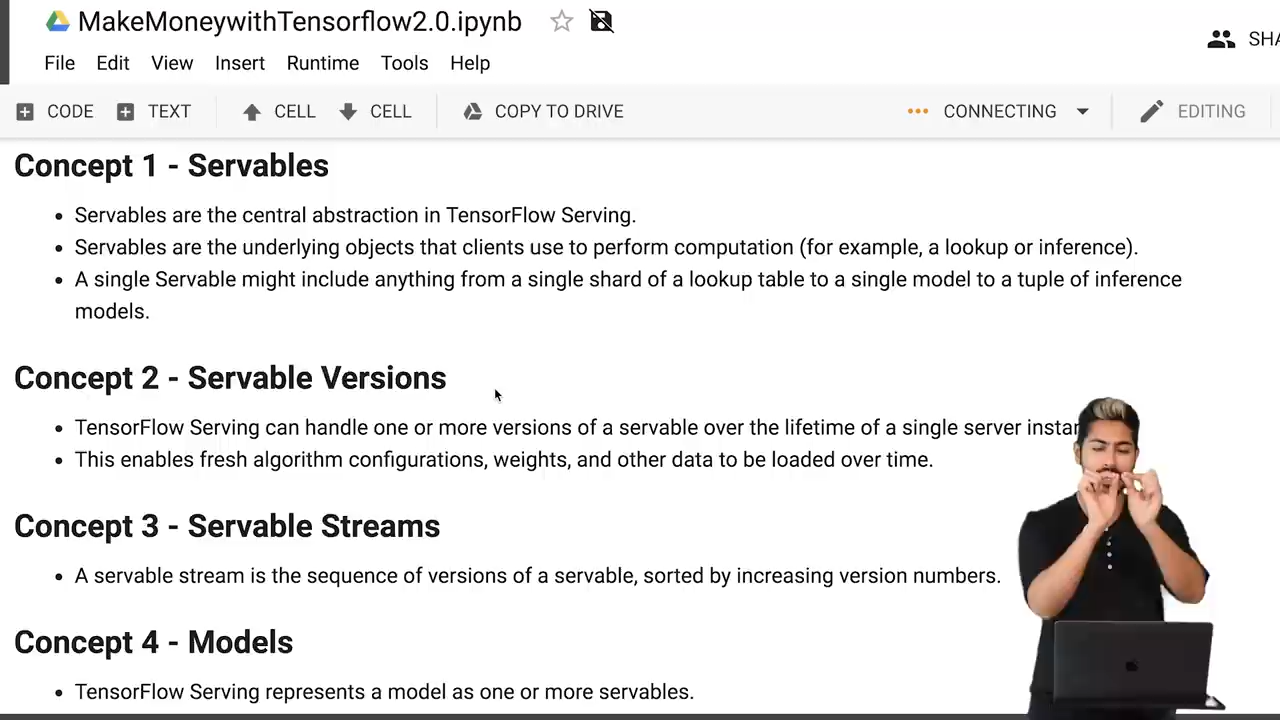 MakeMoneywithTensorflow2.0.ipynb
File Edit View Insert Runtime Tools Help
CODE TEXT CELL CELL COPY TO DRIVE CONNECTING EDITING
Concept 1 - Servables
• Servables are the central abstraction in TensorFlow Serving.
• Servables are the underlying objects that clients use to perform computation (for example, a lookup or inference).
• A single Servable might include anything from a single shard of a lookup table to a single model to a tuple of inference
models.
Concept 2 - Servable Versions
• TensorFlow Serving can handle one or more versions of a servable over the lifetime of a single server
• This enables fresh algorithm configurations, weights, and other data to be loaded over time.
Concept 3 - Servable Streams
• A servable stream is the sequence of versions of a servable, sorted by increasing version numbers.
Concept 4 - Models
• TensorFlow Serving represents a model as one or more servables.